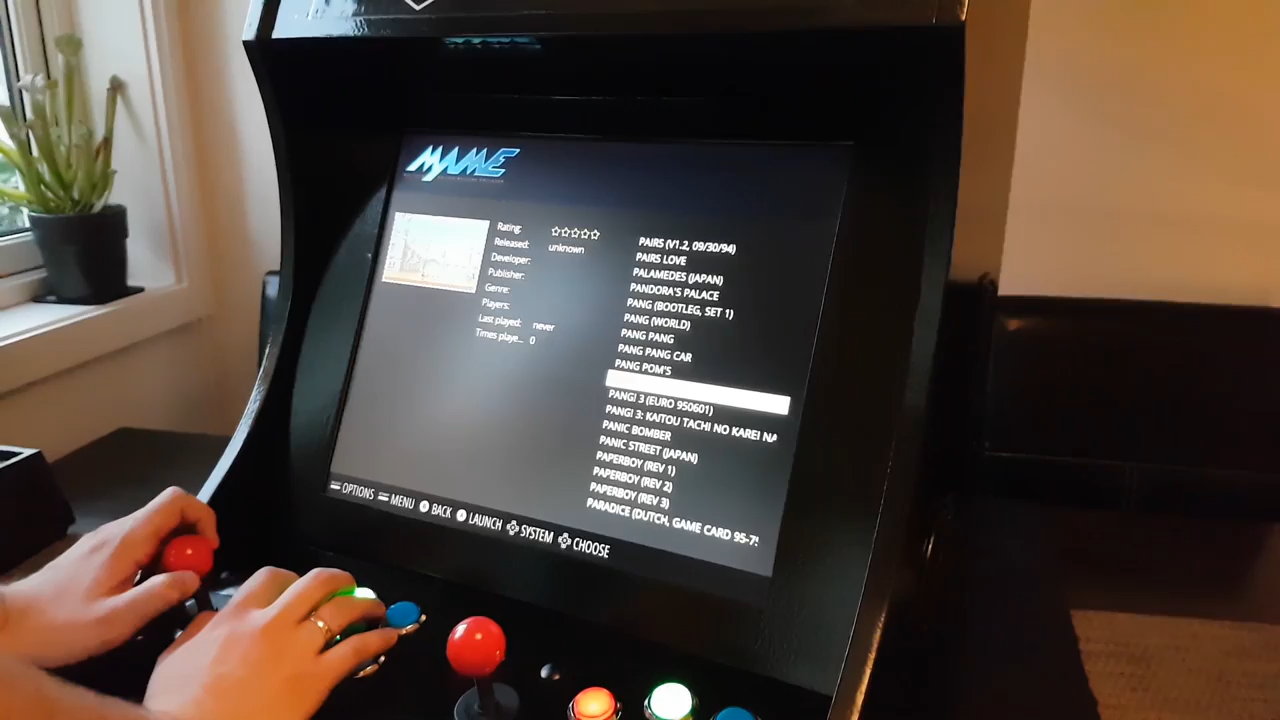 MAME
Rating:
Released: unknown
Developer:
Publisher:
Genre:
Players:
Last played: never
Times playe... 0
PAIRS (V1.2, 09/30/94)
PAIRS LOVE
PALAMEDES (JAPAN)
PANDORA'S PALACE
PANG (BOOTLEG, SET 1)
PANG (WORLD)
PANG PANG
PANG PANG CAR
PANG POM'S
PANG! 3 (EURO 950601)
PANG! 3: KAITOU TACHI NO KAREI NA
PANIC BOMBER
PANIC STREET (JAPAN)
PAPERBOY (REV 1)
PAPERBOY (REV 2)
PAPERBOY (REV 3)
PARADICE (DUTCH, GAME CARD 95-7
OPTIONS MENU BACK LAUNCH SYSTEM CHOOSE